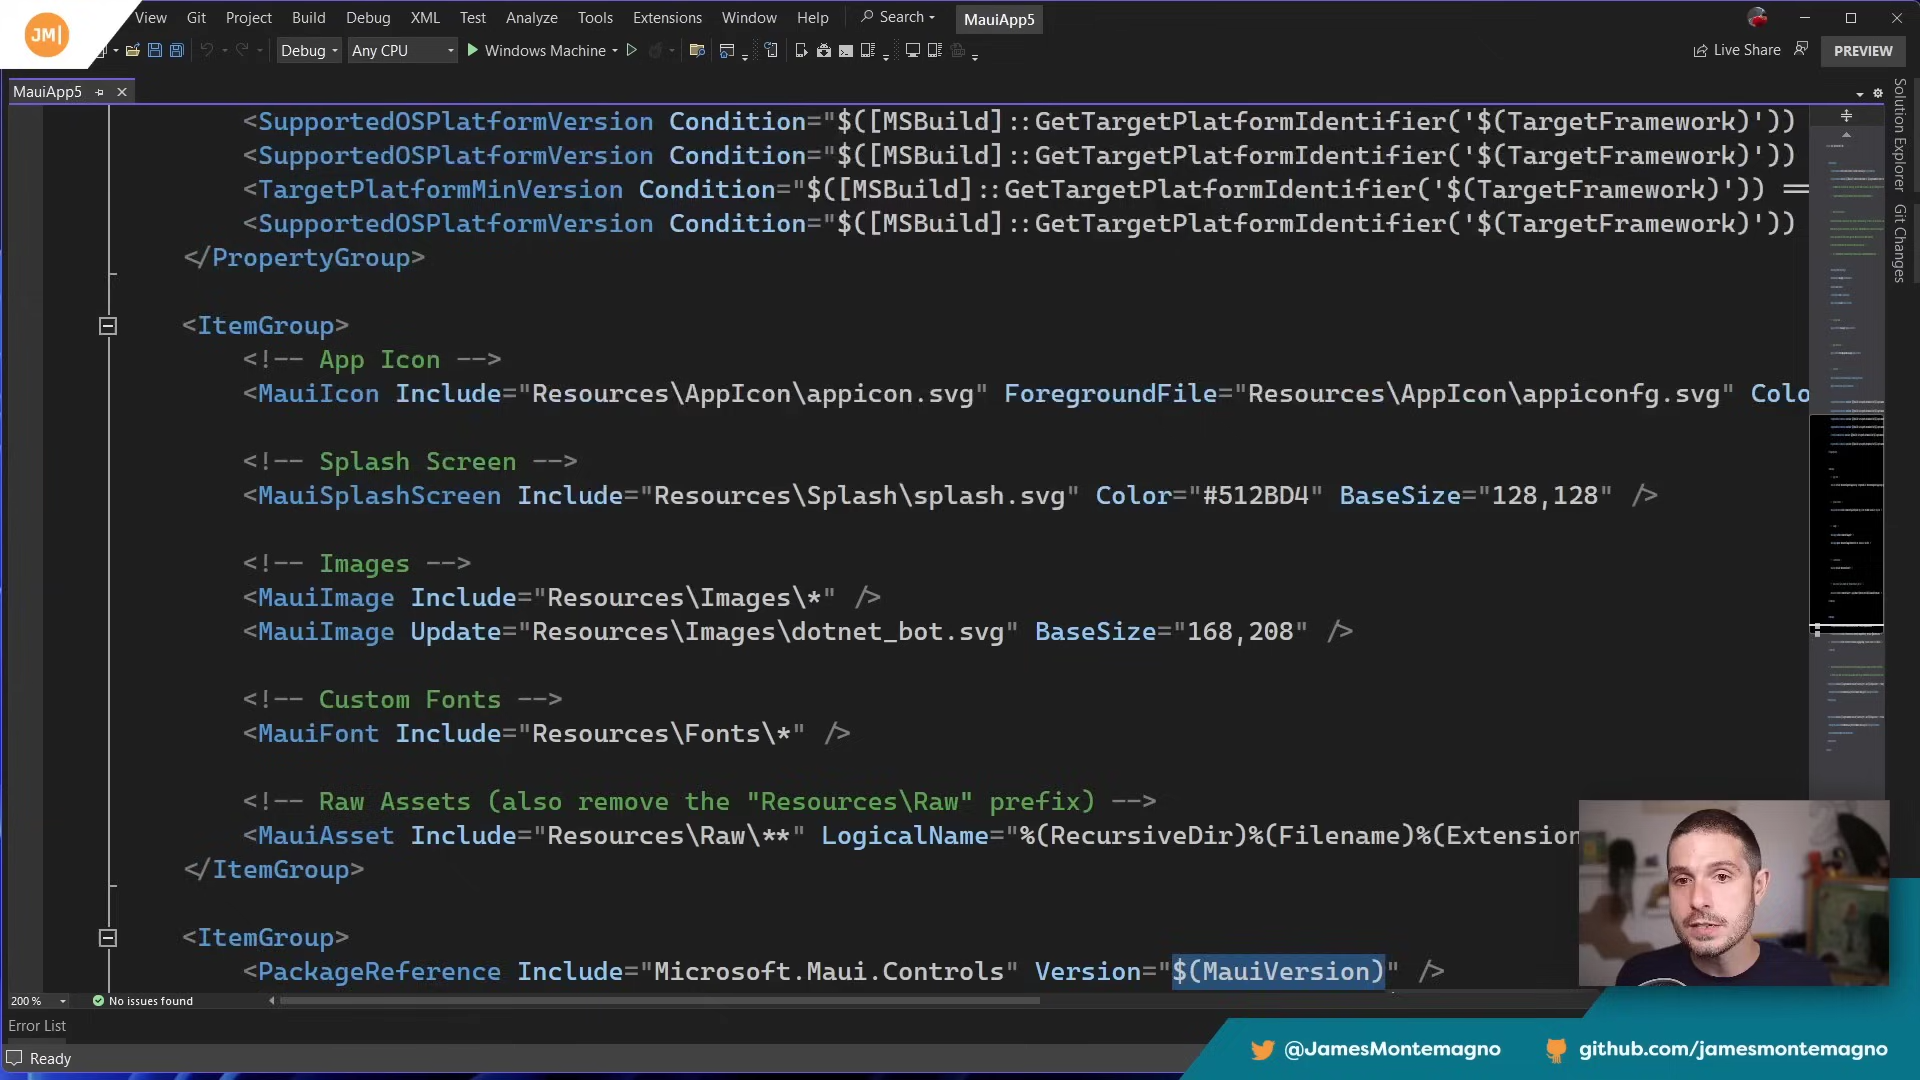 JM|
View Git Project Build Debug XML Test Analyze Tools Extensions Window Help Search MauiApp5
Debug Any CPU Windows Machine Live Share PREVIEW
MauiApp5
<SupportedOSPlatformVersion Condition="$([MSBuild]::GetTargetPlatformIdentifier('$(TargetFramework)'))
<SupportedOSPlatformVersion Condition="$([MSBuild]::GetTargetPlatformIdentifier('$(TargetFramework)'))
<TargetPlatformMinVersion Condition="$([MSBuild]::GetTargetPlatformIdentifier('$(TargetFramework)')) ==
<SupportedOSPlatformVersion Condition="$([MSBuild]::GetTargetPlatformIdentifier('$(TargetFramework)'))
</PropertyGroup>
<ItemGroup>
<!-- App Icon -->
<MauiIcon Include="Resources\AppIcon\appicon.svg" ForegroundFile="Resources\AppIcon\appiconfg.svg" Colo
<!-- Splash Screen -->
<MauiSplashScreen Include="Resources\Splash\splash.svg" Color="#512BD4" BaseSize="128,128" />
<!-- Images -->
<MauiImage Include="Resources\Images\*" />
<MauiImage Update="Resources\Images\dotnet_bot.svg" BaseSize="168,208" />
<!-- Custom Fonts -->
<MauiFont Include="Resources\Fonts\*" />
<!-- Raw Assets (also remove the "Resources\Raw" prefix) -->
<MauiAsset Include="Resources\Raw\**" LogicalName="%(RecursiveDir)%(Filename)%(Extension
</ItemGroup>
<ItemGroup>
<PackageReference Include="Microsoft.Maui.Controls" Version="$(MauiVersion)" />
Solution Explorer
Git Changes
200 % No issues found
Error List
Ready
@JamesMontemagno github.com/jamesmontemagno